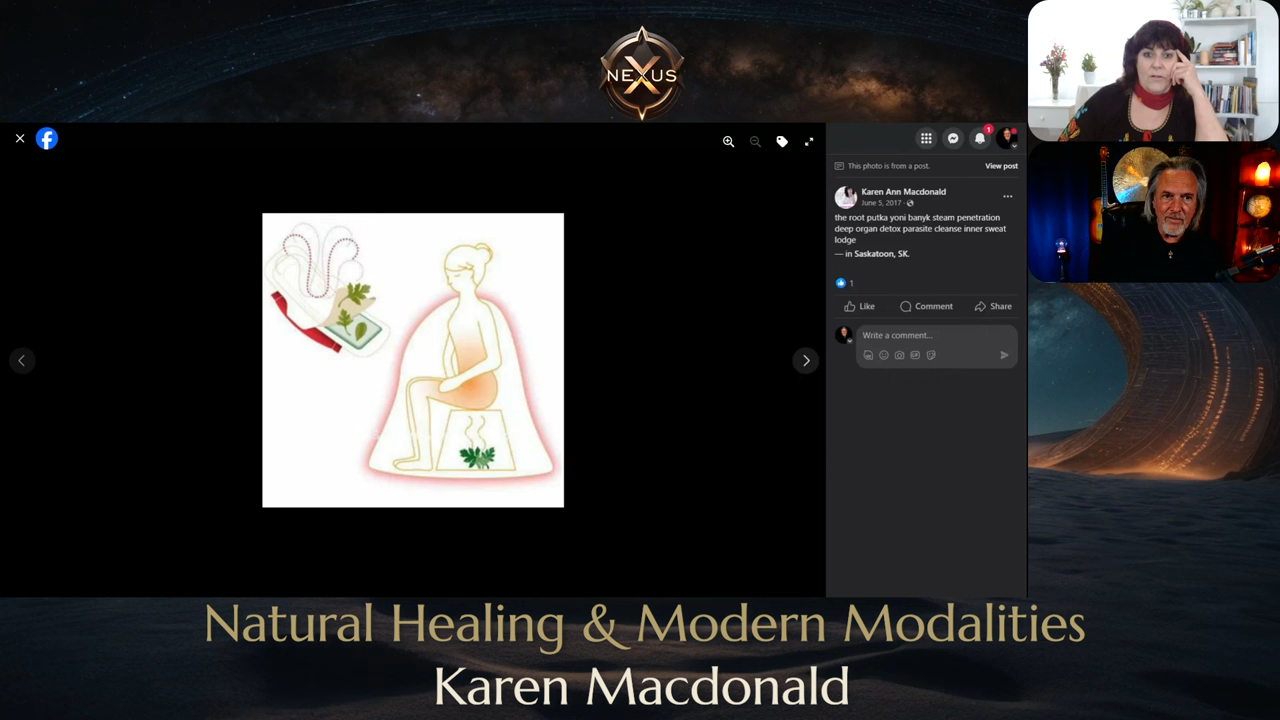 NEXUS
This photo is from a post.
View post
Karen Ann Macdonald
June 5, 2017
the root putka yoni banyk steam penetration
deep organ detox parasite cleanse inner sweat
lodge
— in Saskatoon, SK.
1
Like
Comment
Share
Write a comment...
1
GIF
Natural Healing & Modern Modalities
Karen Macdonald